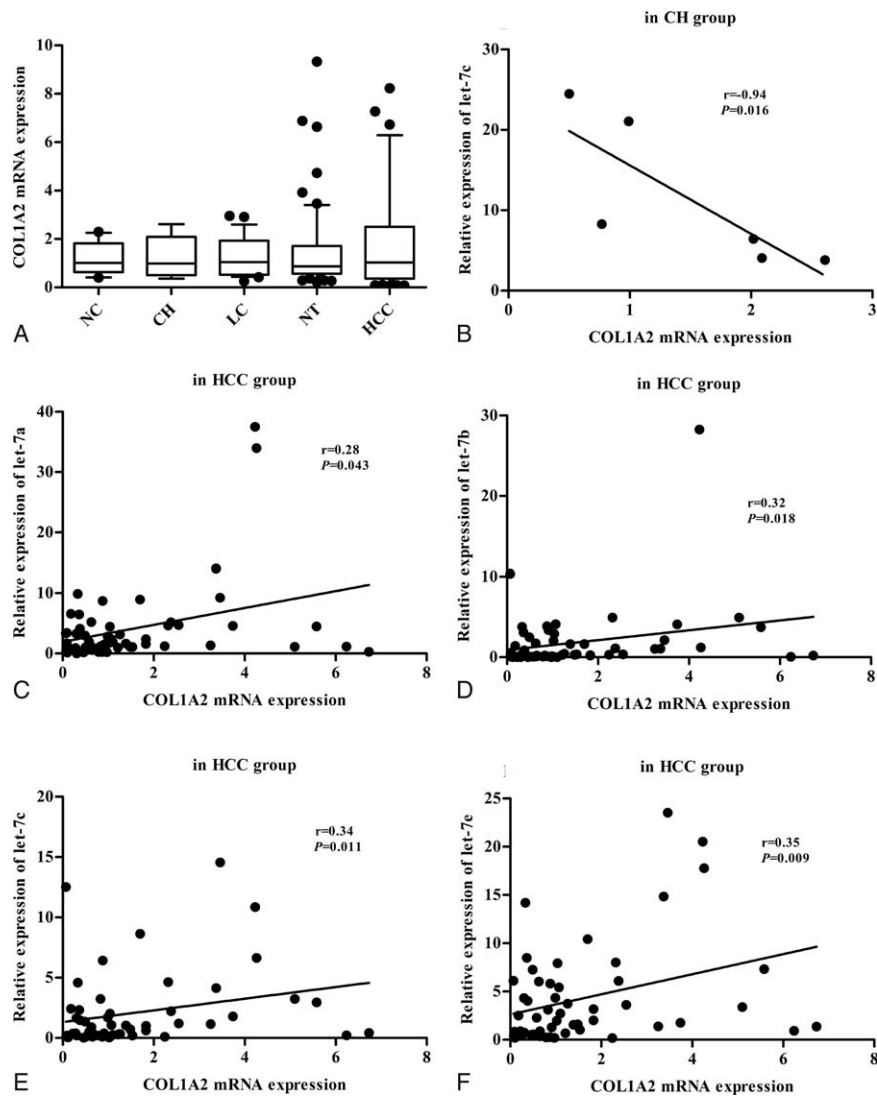 COL1A2 mRNA expression
10
8
6
4
2
0
NC
CH
LC
NT
HCC
A
in CH group
Relative expression of let-7c
30
20
10
0
r=-0.94
P=0.016
0
1
2
3
COL1A2 mRNA expression
B
in HCC group
Relative expression of let-7a
40
30
20
10
0
r=0.28
P=0.043
0
2
4
6
8
COL1A2 mRNA expression
C
in HCC group
Relative expression of let-7b
30
20
10
0
r=0.32
P=0.018
0
2
4
6
8
COL1A2 mRNA expression
D
in HCC group
Relative expression of let-7c
20
15
10
5
0
r=0.34
P=0.011
0
2
4
6
8
COL1A2 mRNA expression
E
in HCC group
Relative expression of let-7e
25
20
15
10
5
0
r=0.35
P=0.009
0
2
4
6
8
COL1A2 mRNA expression
F